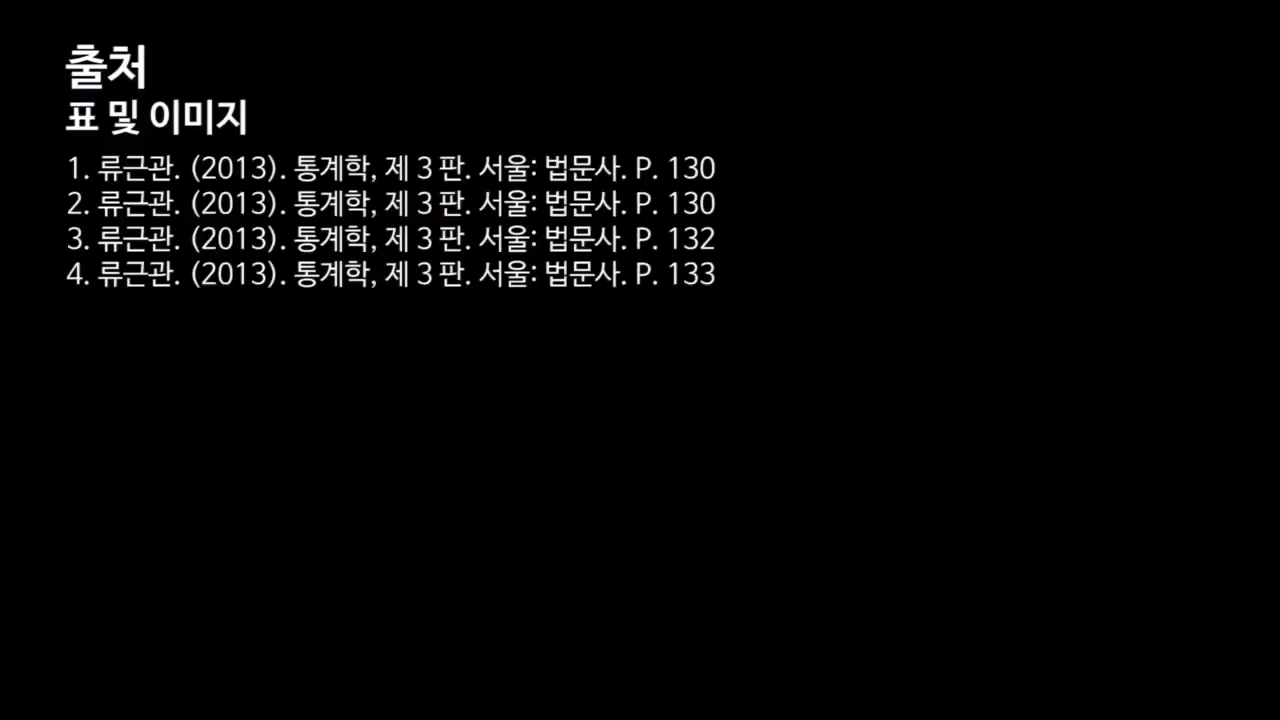 출처
표 및 이미지
1. 류근관. (2013). 통계학, 제 3 판. 서울: 법문사. P. 130
2. 류근관. (2013). 통계학, 제 3 판. 서울: 법문사. P. 130
3. 류근관. (2013). 통계학, 제 3 판. 서울: 법문사. P. 132
4. 류근관. (2013). 통계학, 제 3 판. 서울: 법문사. P. 133